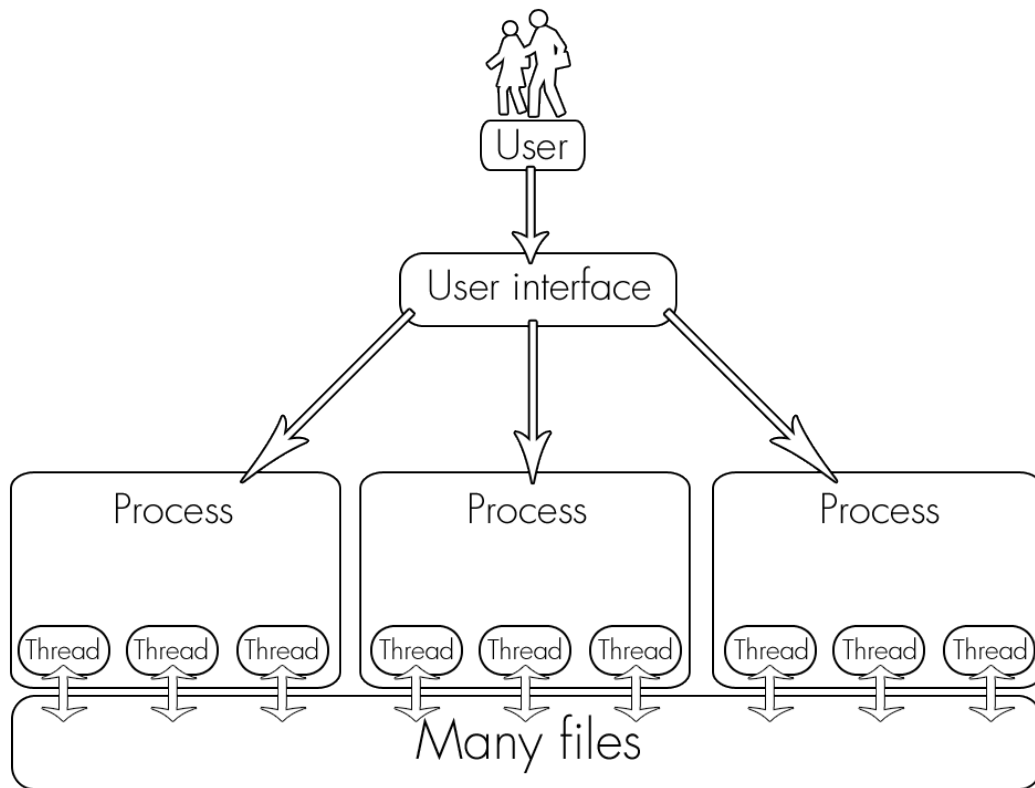 User
User interface
Process
Process
Process
Thread
Thread
Thread
Thread
Thread
Thread
Thread
Thread
Thread
Many files